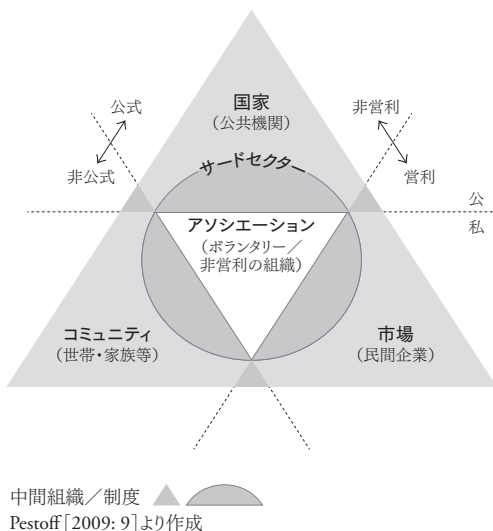 国家
(公共機関)
公式
非公式
非営利
営利
サードセクター
公
私
アソシエーション
(ボランタリー/
非営利の組織)
コミュニティ
(世帯・家族等)
市場
(民間企業)
中間組織/制度
Pestoff[2009: 9]より作成